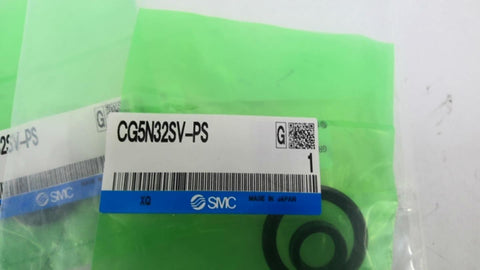 CG5N32SV-PS
G
1
XQ
SMC
MADE IN JAPAN
2SV-PS
SMC